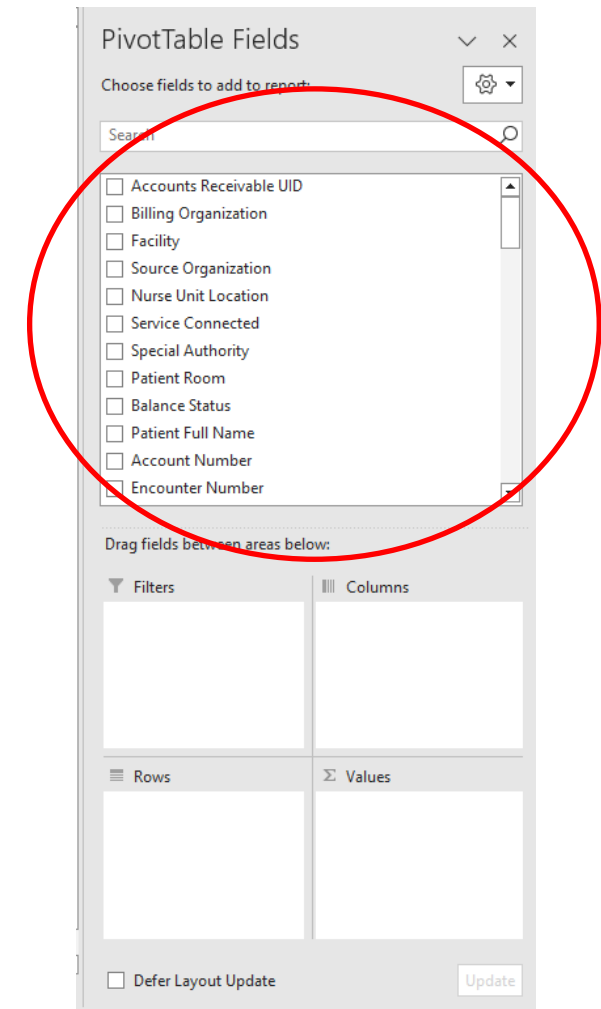 PivotTable Fields
Choose fields to add to report:
Search
Accounts Receivable UID
Billing Organization
Facility
Source Organization
Nurse Unit Location
Service Connected
Special Authority
Patient Room
Balance Status
Patient Full Name
Account Number
Encounter Number
Drag fields between areas below:
Filters
Columns
Rows
Σ Values
Defer Layout Update
Update